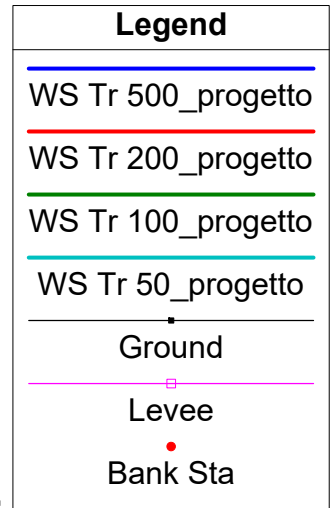 Legend
WS Tr 500_progetto
WS Tr 200_progetto
WS Tr 100_progetto
WS Tr 50_progetto
Ground
Levee
Bank Sta